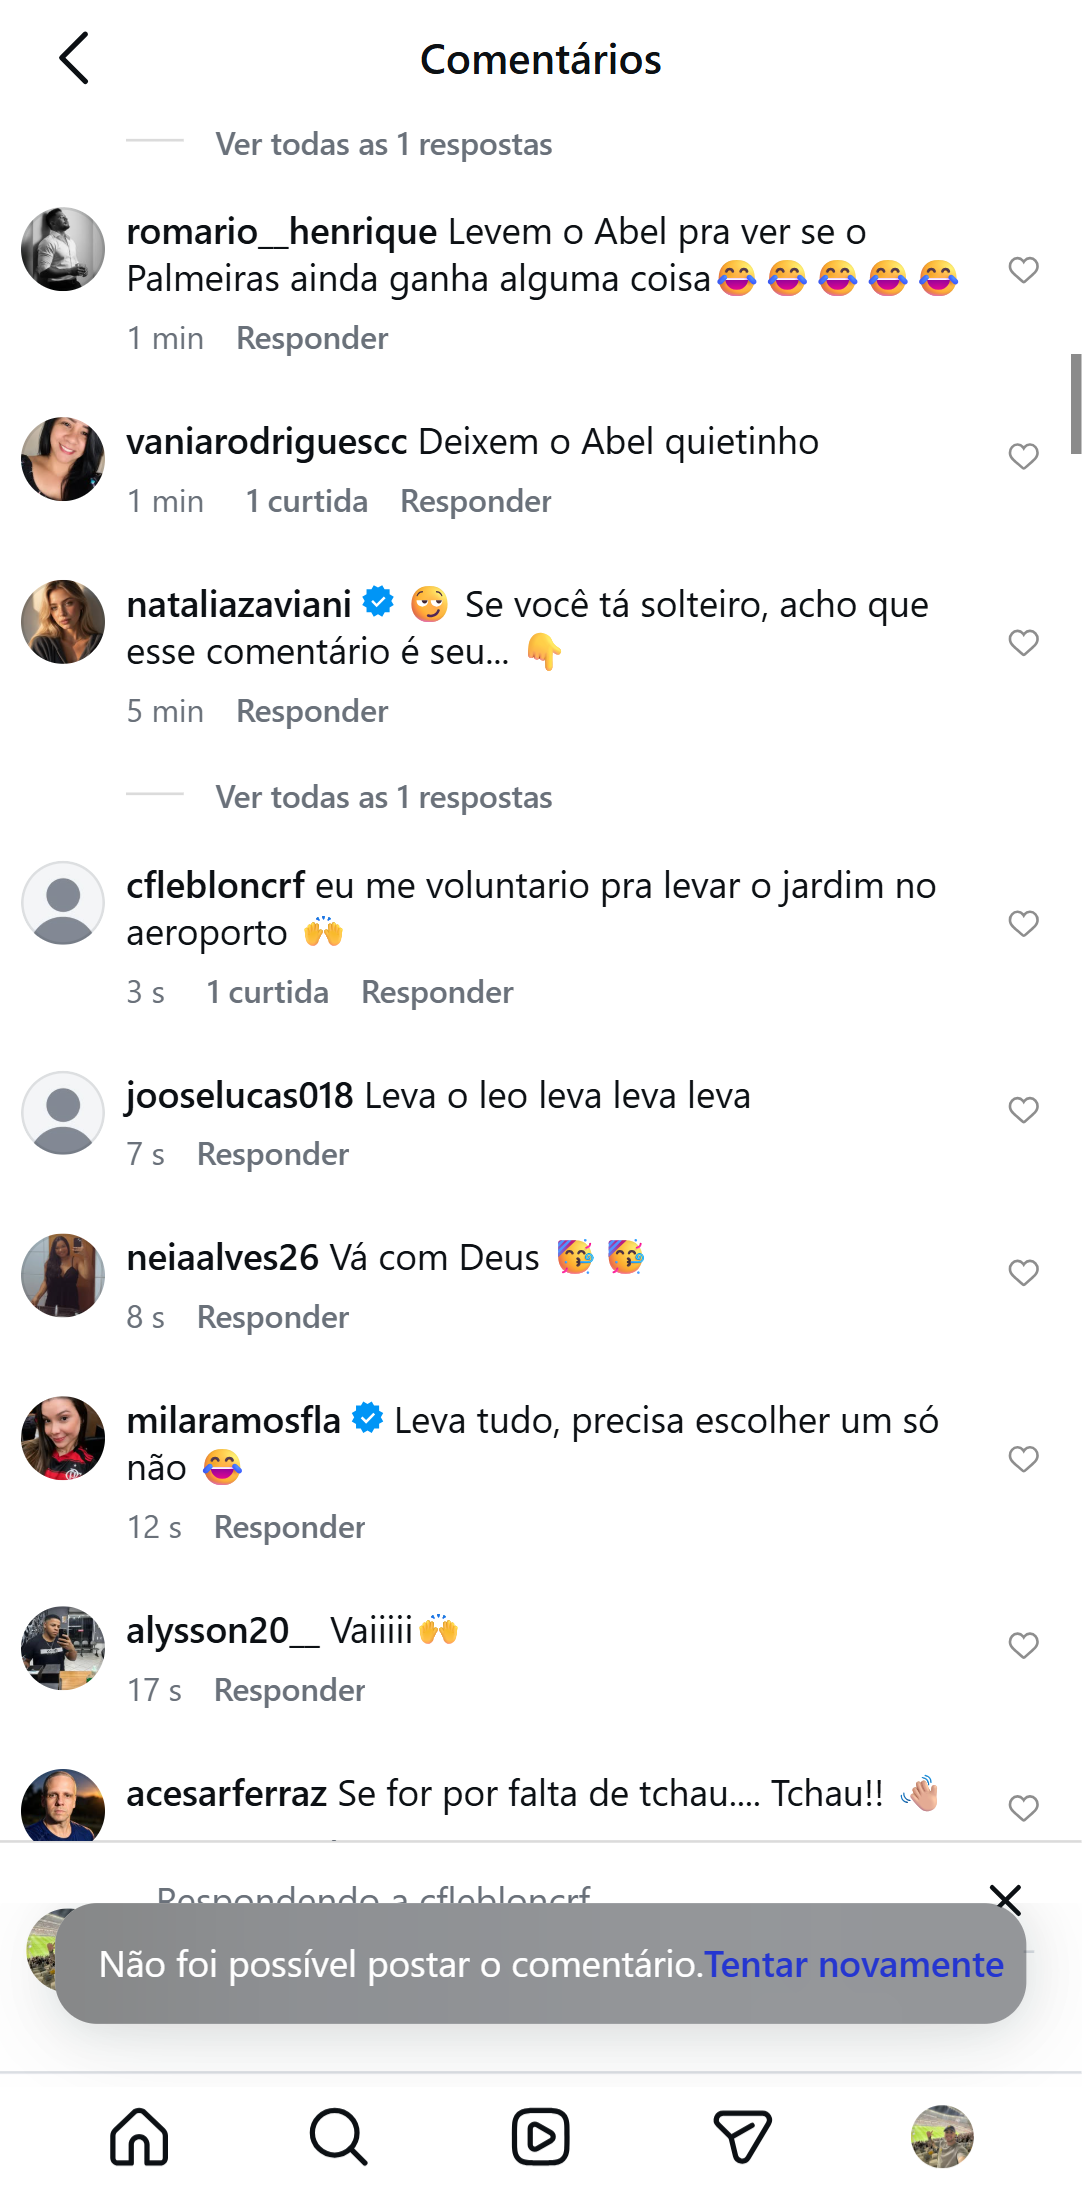 Comentários
Ver todas as 1 respostas
romario__henrique Levem o Abel pra ver se o
Palmeiras ainda ganha alguma coisa😂😂😂😂😂
1 min Responder
vaniarodriguescc Deixem o Abel quietinho
1 min 1 curtida Responder
nataliazaviani 😏 Se você tá solteiro, acho que
esse comentário é seu... 👇
5 min Responder
Ver todas as 1 respostas
cflebloncrf eu me voluntario pra levar o jardim no
aeroporto 🙌
3 s 1 curtida Responder
jooselucas018 Leva o leo leva leva leva
7 s Responder
neiaalves26 Vá com Deus 🥳🥳
8 s Responder
milaramosfla Leva tudo, precisa escolher um só
não 😂
12 s Responder
alysson20__ Vaiiiii🙌
17 s Responder
acesarferraz Se for por falta de tchau.... Tchau!! 👋🏼
Respondendo a cflebloncrf
Não foi possível postar o comentário.Tentar novamente